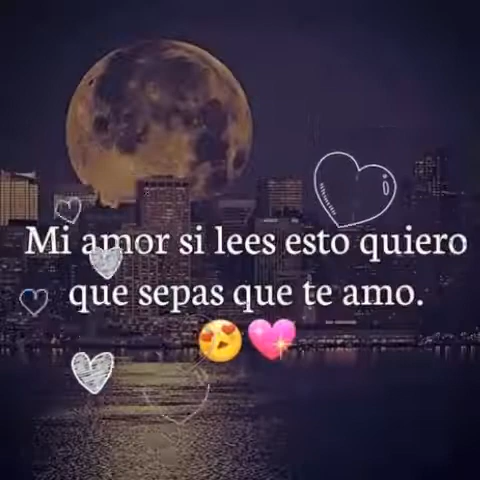 Mi amor si lees esto quiero
que sepas que te amo.
😍💖